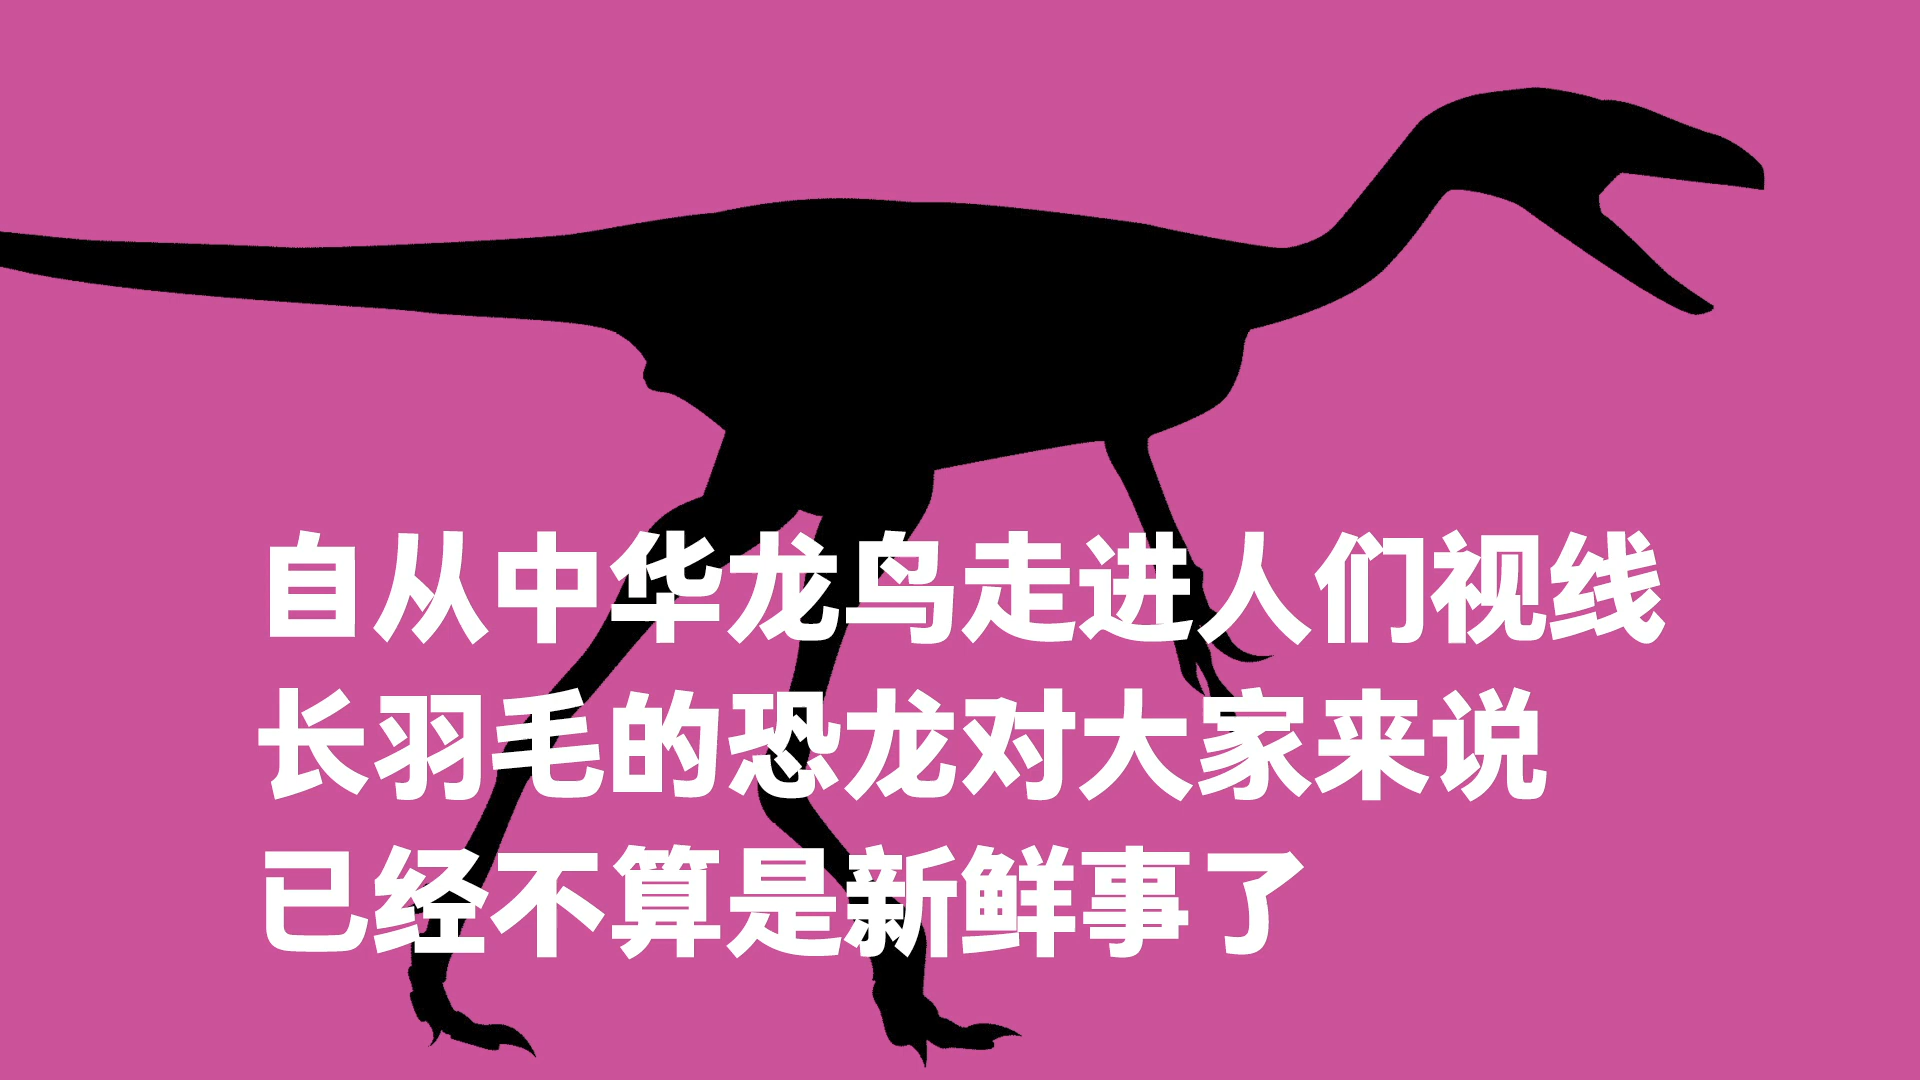 自从中华龙鸟走进人们视线
长羽毛的恐龙对大家来说
已经不算是新鲜事了